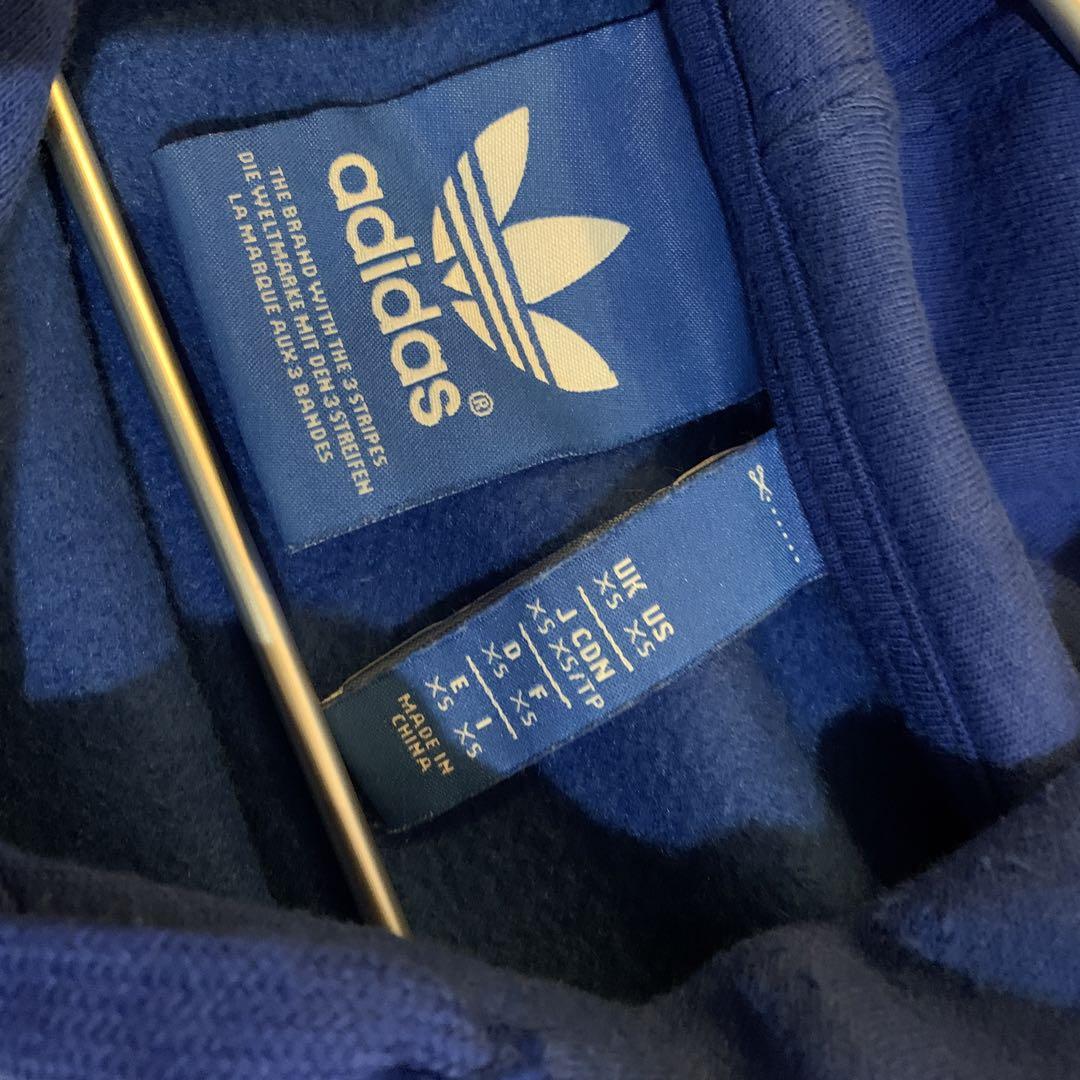 adidas®
THE BRAND WITH THE 3 STRIPES
DIE WELTMARKE MIT DEN 3 STREIFEN
LA MARQUE AUX 3 BANDES
UK US
XS XS
J CDN
XS XS/TP
D F
XS XS
E I
XS XS
MADE IN
CHINA